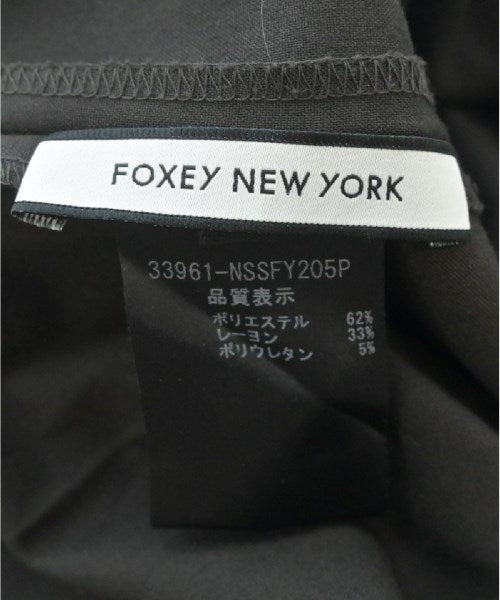 FOXEY NEW YORK
33961-NSSFY205P
品質表示
ポリエステル 62%
レーヨン 33%
ポリウレタン 5%